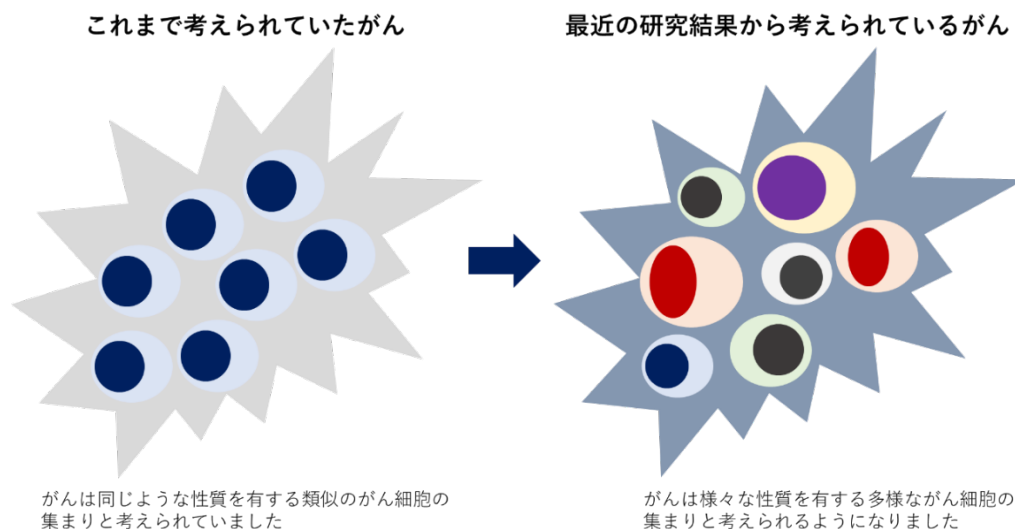 これまで考えられていたがん
最近の研究結果から考えられているがん
がんは同じような性質を有する類似のがん細胞の
集まりと考えられていました
がんは様々な性質を有する多様ながん細胞の
集まりと考えられるようになりました